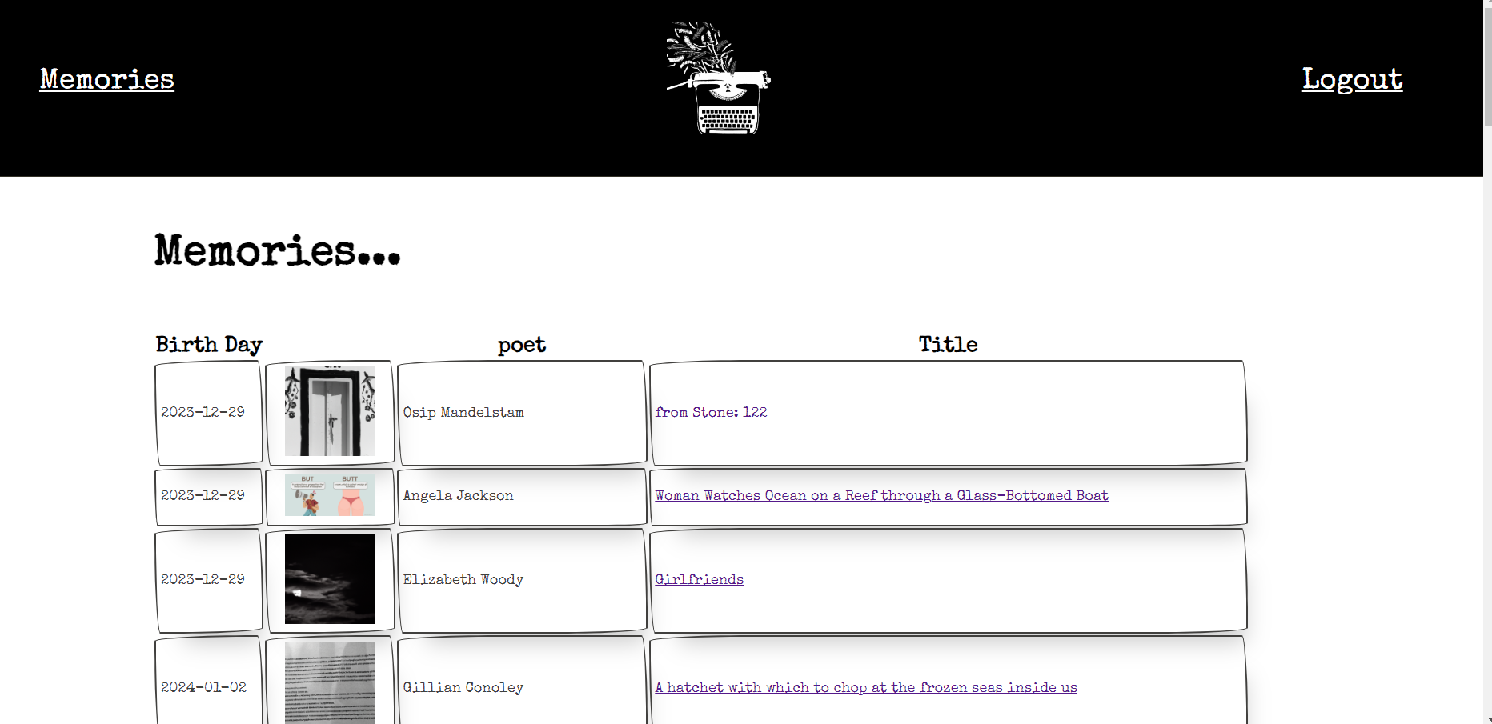 Memories
Logout
Memories...
Birth Day poet Title
2023-12-29 Osip Mandelstam from Stone: 122
BUT BUTT
2023-12-29 Angela Jackson Woman Watches Ocean on a Reef through a Glass-Bottomed Boat
2023-12-29 Elizabeth Woody Girlfriends
2024-01-02 Gillian Conoley A hatchet with which to chop at the frozen seas inside us